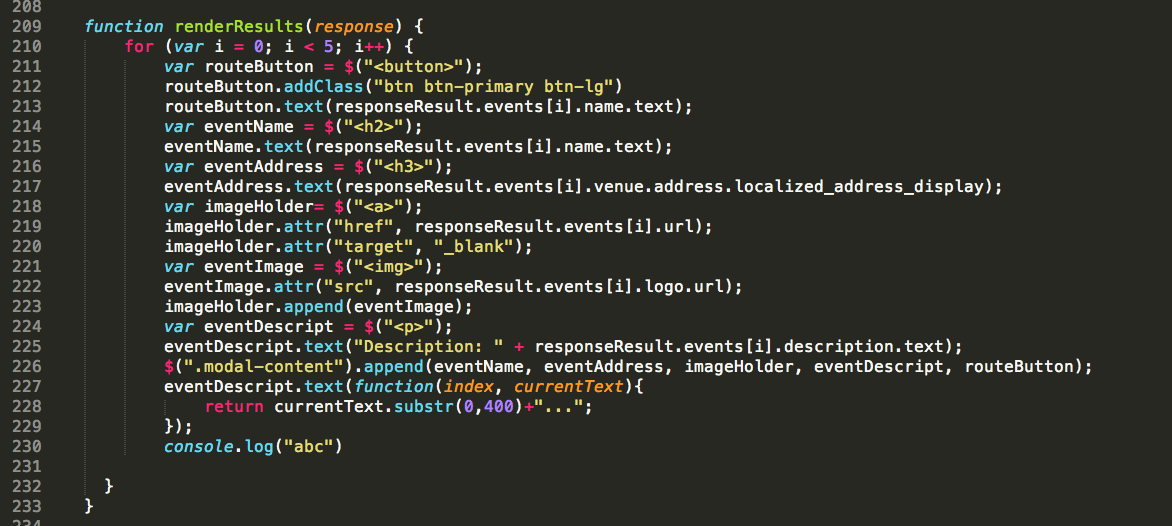 208
209 function renderResults(response) {
210 for (var i = 0; i < 5; i++) {
211 var routeButton = $("<button>");
212 routeButton.addClass("btn btn-primary btn-lg")
213 routeButton.text(responseResult.events[i].name.text);
214 var eventName = $("<h2>");
215 eventName.text(responseResult.events[i].name.text);
216 var eventAddress = $("<h3>");
217 eventAddress.text(responseResult.events[i].venue.address.localized_address_display);
218 var imageHolder= $("<a>");
219 imageHolder.attr("href", responseResult.events[i].url);
220 imageHolder.attr("target", "_blank");
221 var eventImage = $("<img>");
222 eventImage.attr("src", responseResult.events[i].logo.url);
223 imageHolder.append(eventImage);
224 var eventDescript = $("<p>");
225 eventDescript.text("Description: " + responseResult.events[i].description.text);
226 $(".modal-content").append(eventName, eventAddress, imageHolder, eventDescript, routeButton);
227 eventDescript.text(function(index, currentText){
228 return currentText.substr(0,400)+"...";
229 });
230 console.log("abc")
231
232 }
233 }
234